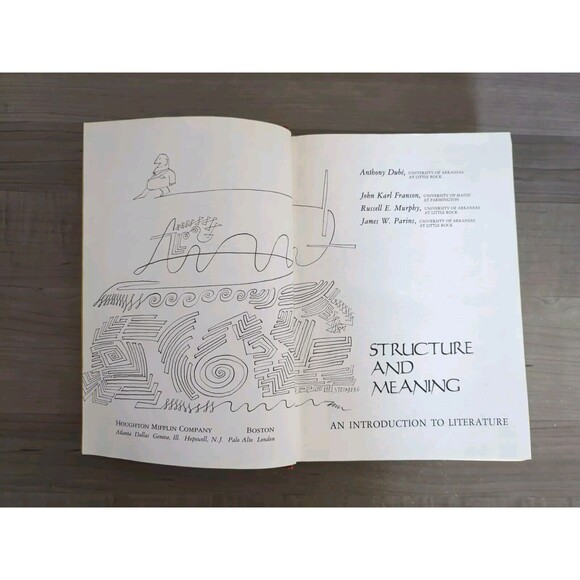 HOUGHTON MIFFLIN COMPANY BOSTON
Atlanta Dallas Geneva, Ill. Hopewell, N.J. Palo Alto London
Anthony Dubé, UNIVERSITY OF ARKANSAS
AT LITTLE ROCK
John Karl Franson, UNIVERSITY OF MAINE
AT FARMINGTON
Russell E. Murphy, UNIVERSITY OF ARKANSAS
AT LITTLE ROCK
James W. Parins, UNIVERSITY OF ARKANSAS
AT LITTLE ROCK
STRUCTURE
AND
MEANING
AN INTRODUCTION TO LITERATURE